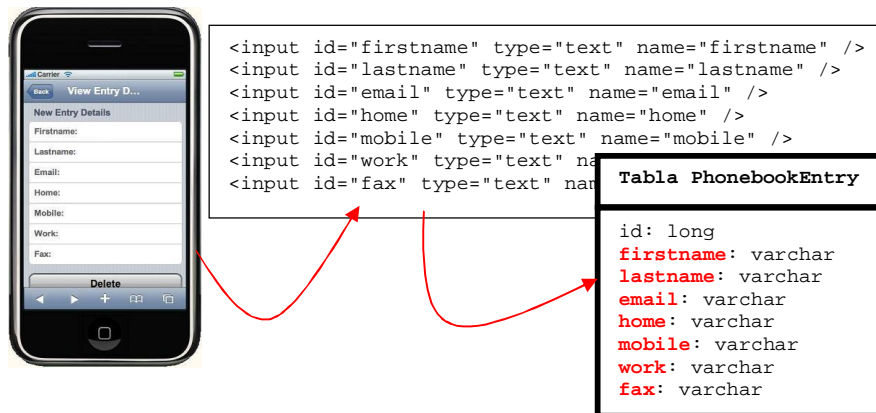 Carrier
Back View Entry D...
New Entry Details
Firstname:
Lastname:
Email:
Home:
Mobile:
Work:
Fax:
Delete
<input id="firstname" type="text" name="firstname" />
<input id="lastname" type="text" name="lastname" />
<input id="email" type="text" name="email" />
<input id="home" type="text" name="home" />
<input id="mobile" type="text" name="mobile" />
<input id="work" type="text" na
<input id="fax" type="text" nam
Tabla PhonebookEntry
id: long
firstname: varchar
lastname: varchar
email: varchar
home: varchar
mobile: varchar
work: varchar
fax: varchar